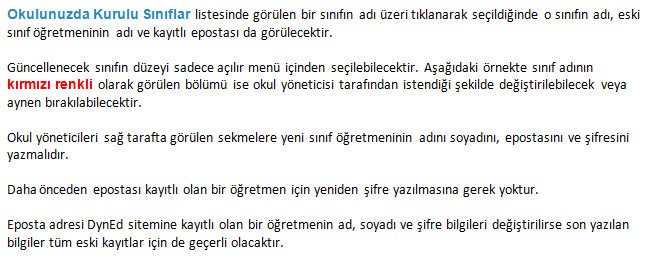 Okulunuzda Kurulu Sınıflar listesinde görülen bir sınıfın adı üzeri tıklanarak seçildiğinde o sınıfın adı, eski
sınıf öğretmeninin adı ve kayıtlı epostası da görülecektir.
Güncellenecek sınıfın düzeyi sadece açılır menü içinden seçilebilecektir. Aşağıdaki örnekte sınıf adının
kırmızı renkli olarak görülen bölümü ise okul yöneticisi tarafından istendiği şekilde değiştirilebilecek veya
aynen bırakılabilecektir.
Okul yöneticileri sağ tarafta görülen sekmelere yeni sınıf öğretmeninin adını soyadını, epostasını ve şifresini
yazmalıdır.
Daha önceden epostası kayıtlı olan bir öğretmen için yeniden şifre yazılmasına gerek yoktur.
Eposta adresi DynEd sitemine kayıtlı olan bir öğretmenin ad, soyadı ve şifre bilgileri değiştirilirse son yazılan
bilgiler tüm eski kayıtlar için de geçerli olacaktır.